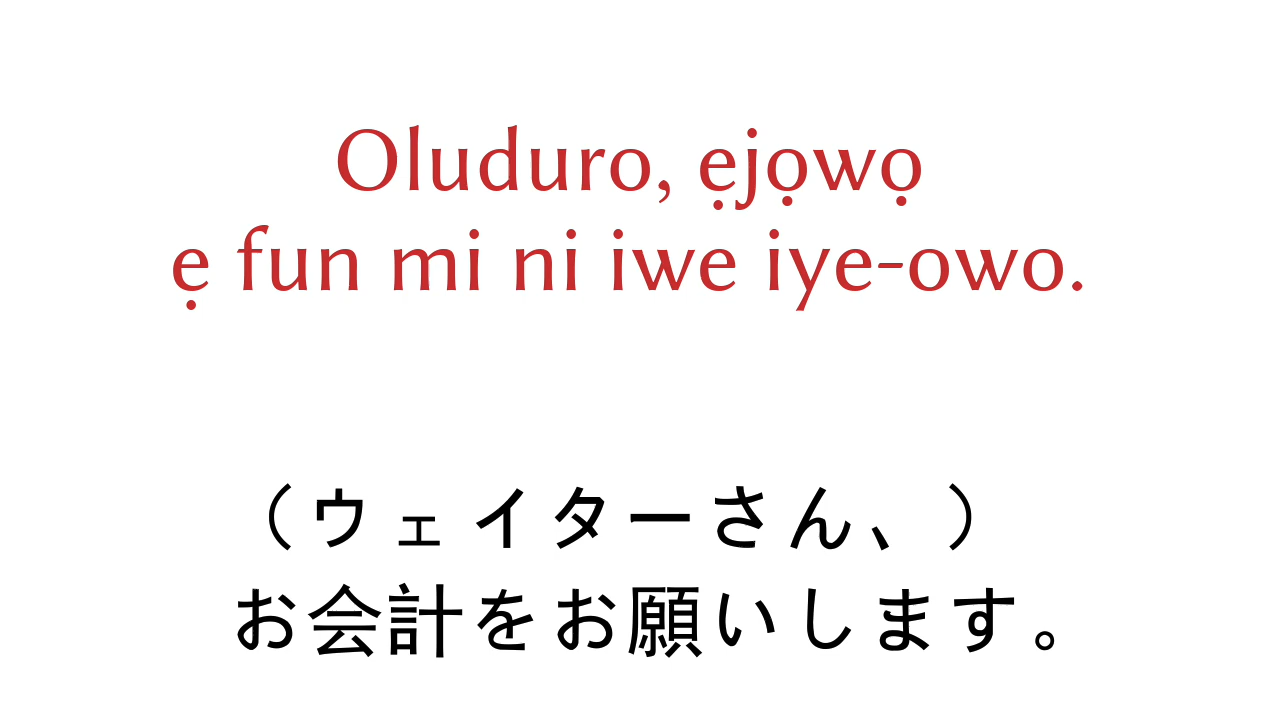 Oluduro, ẹjọwọ
ẹ fun mi ni iwe iye-owo.
（ウェイターさん、）
お会計をお願いします。